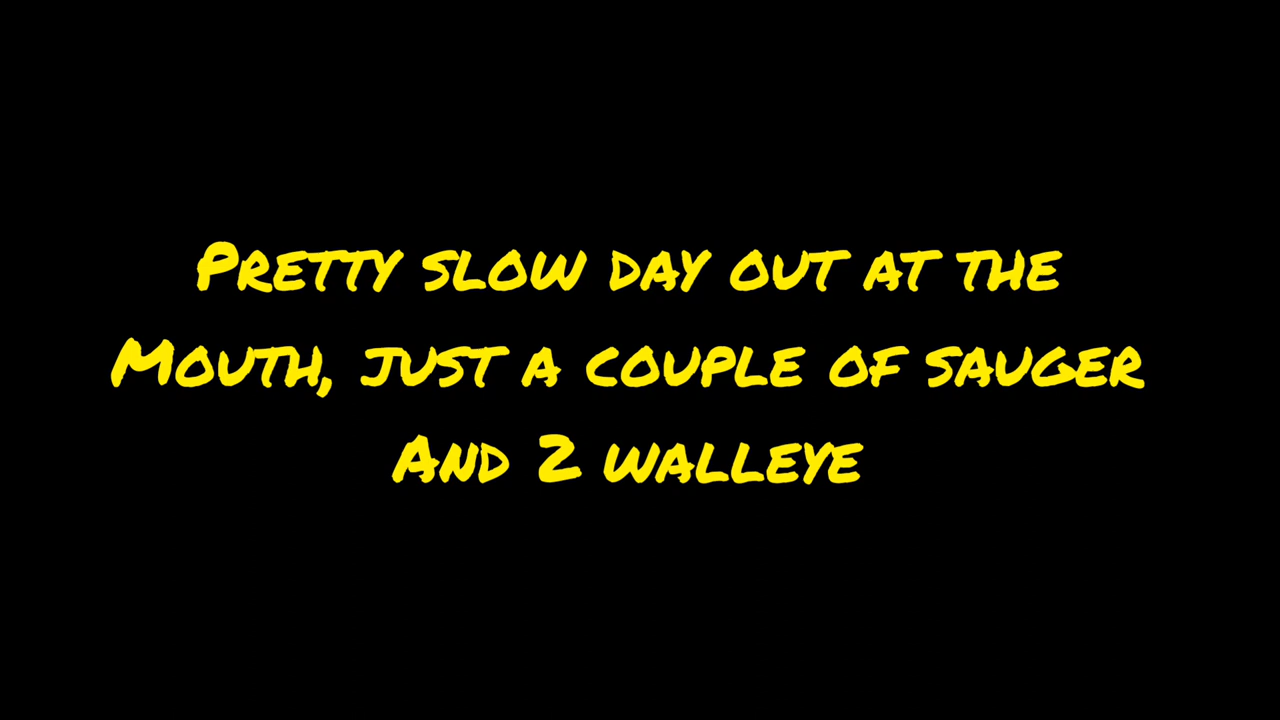 Pretty slow day out at the
Mouth, just a couple of sauger
And 2 walleye